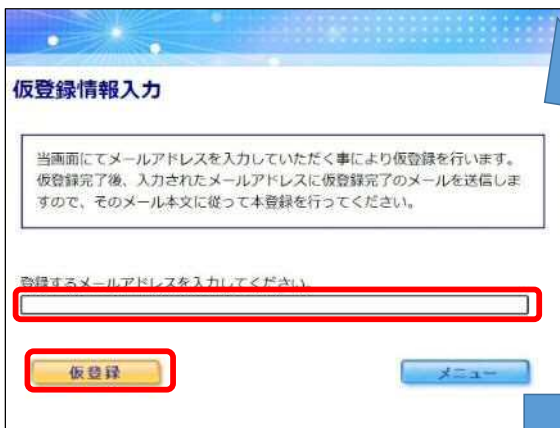 仮登録情報入力
当画面にてメールアドレスを入力していただく事により仮登録を行います。
仮登録完了後、入力されたメールアドレスに仮登録完了のメールを送信しま
すので、そのメール本文に従って本登録を行ってください。
登録するメールアドレスを入力してください。
仮登録
メニュー